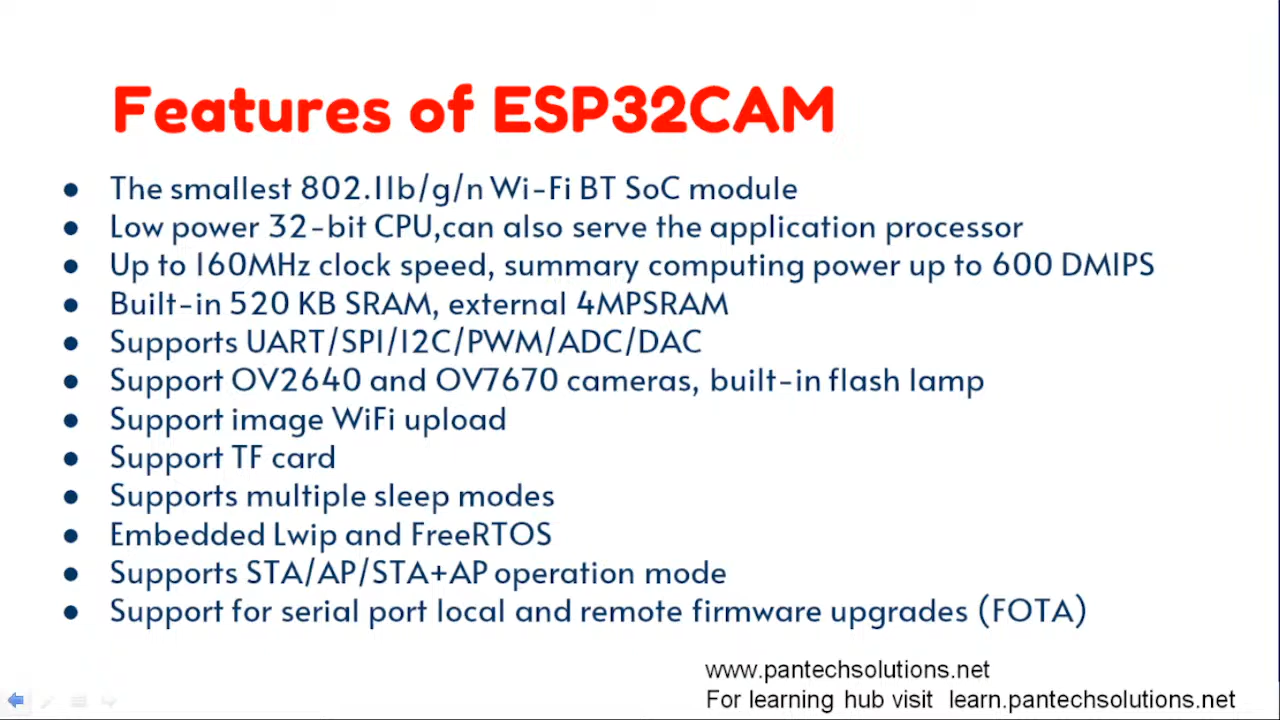 Features of ESP32CAM
● The smallest 802.11b/g/n Wi-Fi BT SoC module
● Low power 32-bit CPU,can also serve the application processor
● Up to 160MHz clock speed, summary computing power up to 600 DMIPS
● Built-in 520 KB SRAM, external 4MPSRAM
● Supports UART/SPI/I2C/PWM/ADC/DAC
● Support OV2640 and OV7670 cameras, built-in flash lamp
● Support image WiFi upload
● Support TF card
● Supports multiple sleep modes
● Embedded Lwip and FreeRTOS
● Supports STA/AP/STA+AP operation mode
● Support for serial port local and remote firmware upgrades (FOTA)
www.pantechsolutions.net
For learning hub visit learn.pantechsolutions.net